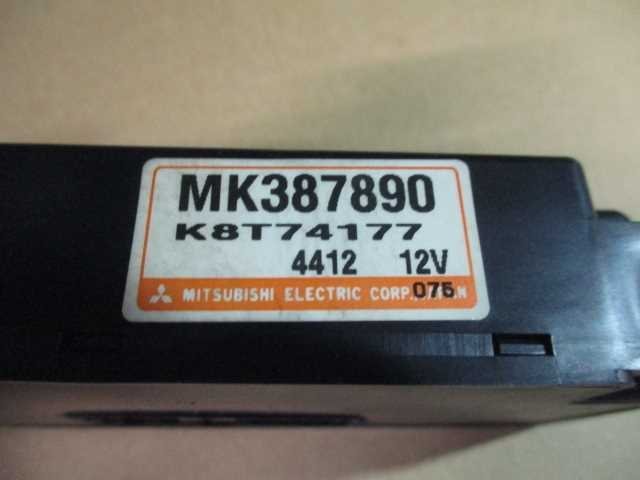 MK387890
K8T74177
4412 12V
MITSUBISHI ELECTRIC CORP.
075